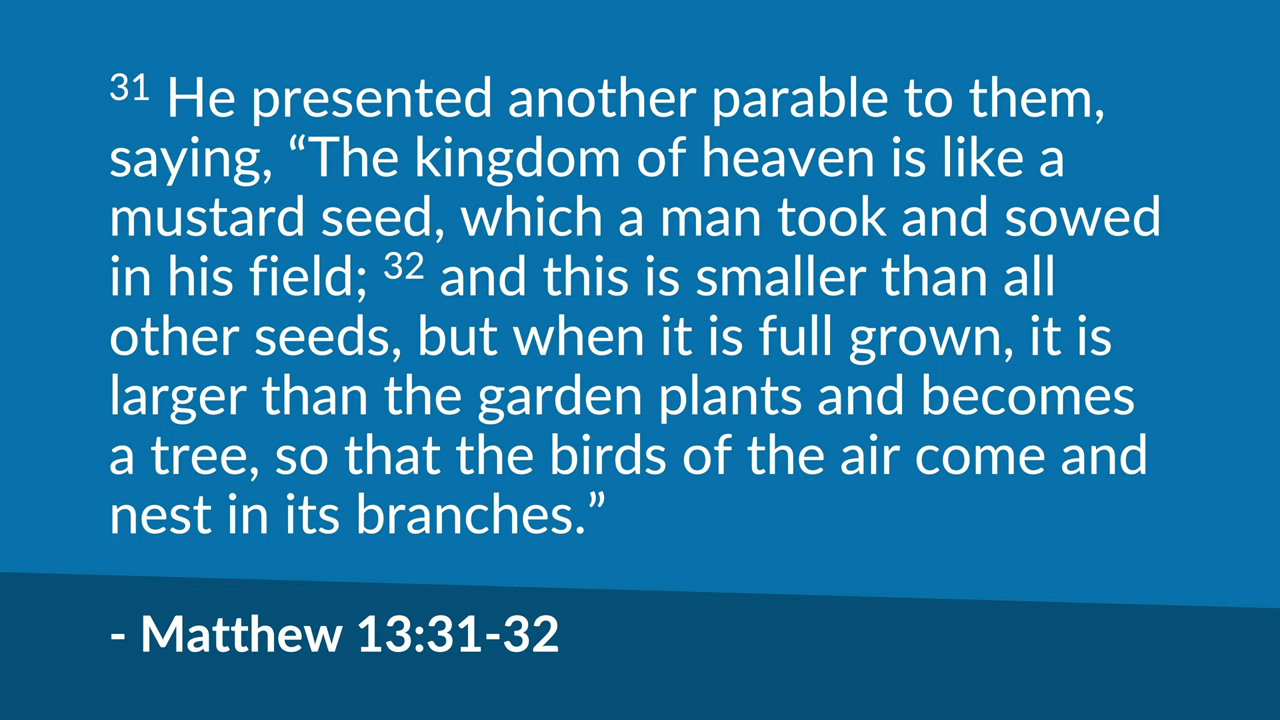 31 He presented another parable to them,
saying, “The kingdom of heaven is like a
mustard seed, which a man took and sowed
in his field; 32 and this is smaller than all
other seeds, but when it is full grown, it is
larger than the garden plants and becomes
a tree, so that the birds of the air come and
nest in its branches.”
- Matthew 13:31-32